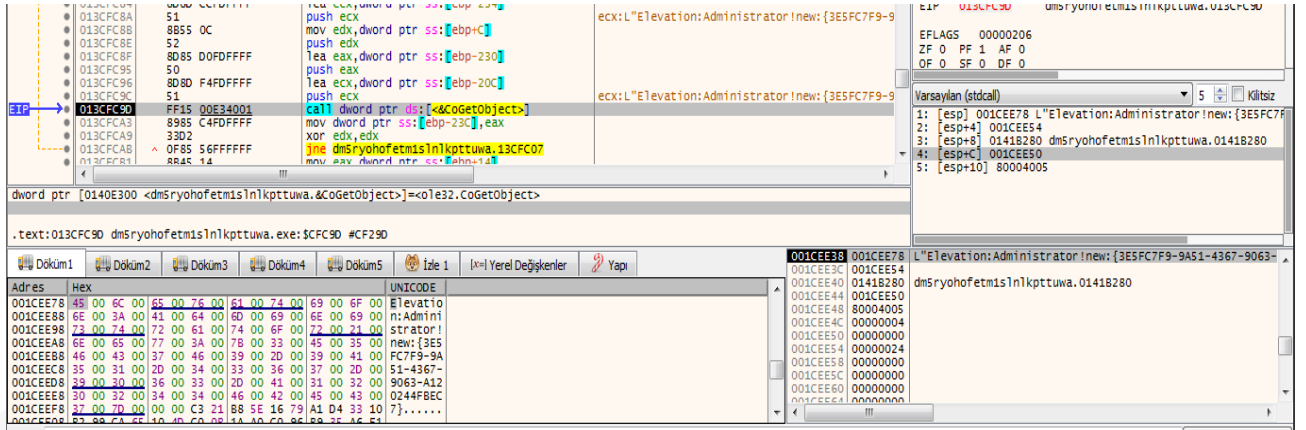 013CFC8A 51 push ecx ecx:L"Elevation:Administrator!new:{3E5FC7F9-9
013CFC8B 8B55 0C mov edx,dword ptr ss:[ebp+C]
013CFC8E 52 push edx
013CFC8F 8D85 D0FDFFFF lea eax,dword ptr ss:[ebp-230]
013CFC95 50 push eax
013CFC96 8D8D F4FDFFFF lea ecx,dword ptr ss:[ebp-20C]
013CFC9C 51 push ecx ecx:L"Elevation:Administrator!new:{3E5FC7F9-9
EIP 013CFC9D FF15 00E34001 call dword ptr ds:[<&CoGetObject>]
013CFCA3 8985 C4FDFFFF mov dword ptr ss:[ebp-23C],eax
013CFCA9 33D2 xor edx,edx
013CFCAB 0F85 56FFFFFF jne dm5ryohofetm1slnlkpttuwa.13CFC07
013CFCB1 8B45 14 mov eax,dword ptr ss:[ebp+14]
EIP 013CFC9D dm5ryohofetm1slnlkpttuwa.013CFC9D
EFLAGS 00000206
ZF 0 PF 1 AF 0
OF 0 SF 0 DF 0
Varsayılan (stdcall) 5 Kilitsiz
1: [esp] 001CEE78 L"Elevation:Administrator!new:{3E5FC7F
2: [esp+4] 001CEE54
3: [esp+8] 0141B280 dm5ryohofetm1slnlkpttuwa.0141B280
4: [esp+C] 001CEE50
5: [esp+10] 80004005
dword ptr [0140E300 <dm5ryohofetm1slnlkpttuwa.&CoGetObject>]=<ole32.CoGetObject>
.text:013CFC9D dm5ryohofetm1slnlkpttuwa.exe:$CFC9D #CF29D
Döküm1 Döküm2 Döküm3 Döküm4 Döküm5 İzle 1 [x=] Yerel Değişkenler Yapı
Adres Hex UNICODE
001CEE78 45 00 6C 00 65 00 76 00 61 00 74 00 69 00 6F 00 Elevatio
001CEE88 6E 00 3A 00 41 00 64 00 6D 00 69 00 6E 00 69 00 n:Admini
001CEE98 73 00 74 00 72 00 61 00 74 00 6F 00 72 00 21 00 strator!
001CEEA8 6E 00 65 00 77 00 3A 00 7B 00 33 00 45 00 35 00 new:{3E5
001CEEB8 46 00 43 00 37 00 46 00 39 00 2D 00 39 00 41 00 FC7F9-9A
001CEEC8 35 00 31 00 2D 00 34 00 33 00 36 00 37 00 2D 00 51-4367-
001CEED8 39 00 30 00 36 00 33 00 2D 00 41 00 31 00 32 00 9063-A12
001CEEE8 30 00 32 00 34 00 34 00 46 00 42 00 45 00 43 00 0244FBEC
001CEEF8 37 00 7D 00 00 00 C3 21 B8 5E 16 79 A1 D4 33 10 7}......
001CEE38 001CEE78 L"Elevation:Administrator!new:{3E5FC7F9-9A51-4367-9063-
001CEE3C 001CEE54
001CEE40 0141B280 dm5ryohofetm1slnlkpttuwa.0141B280
001CEE44 001CEE50
001CEE48 80004005
001CEE4C 00000004
001CEE50 00000000
001CEE54 00000024
001CEE58 00000000
001CEE5C 00000000
001CEE60 00000000
001CEE64 00000000